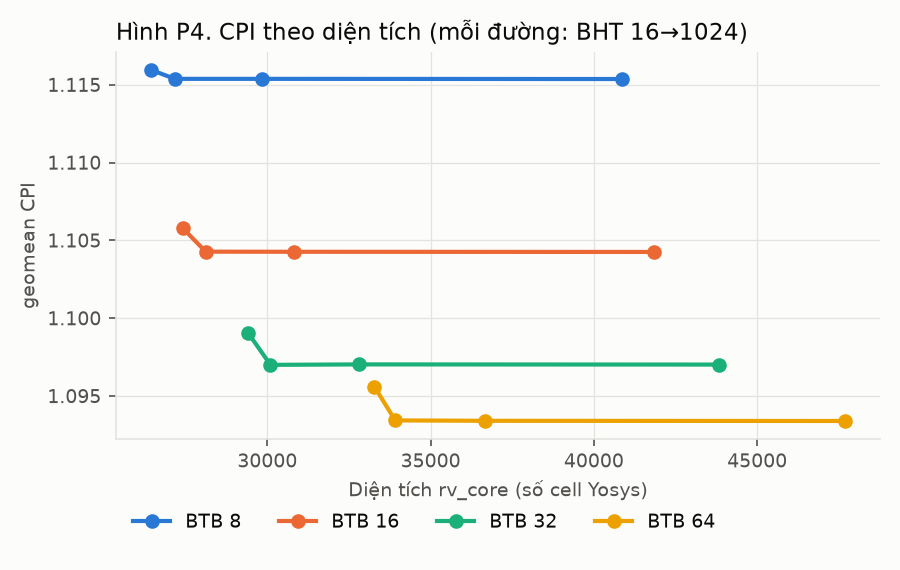 Hình P4. CPI theo diện tích (mỗi đường: BHT 16→1024)
1.115
1.110
1.105
1.100
1.095
geomean CPI
30000 35000 40000 45000
Diện tích rv_core (số cell Yosys)
BTB 8 BTB 16 BTB 32 BTB 64